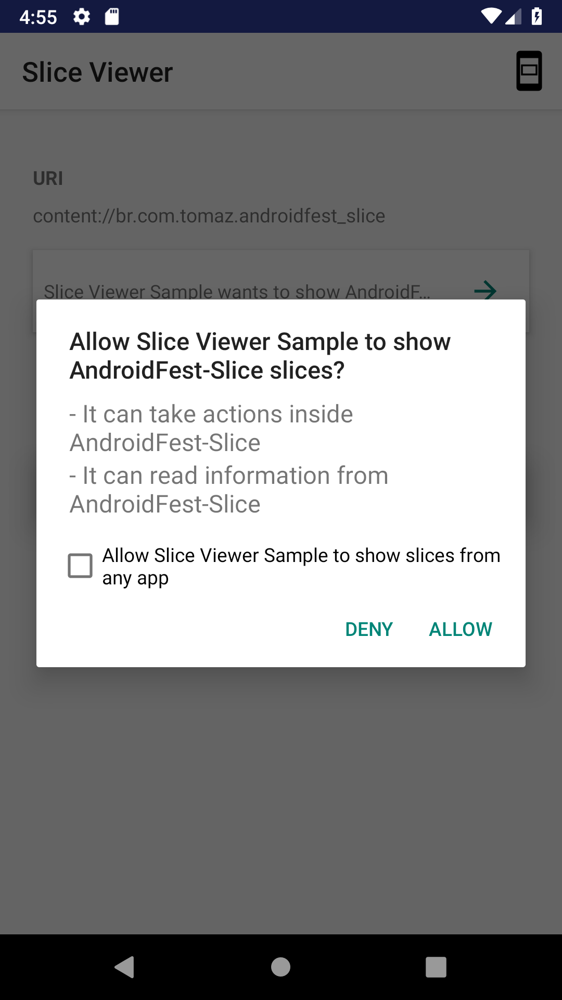 4:55
Slice Viewer
URI
content://br.com.tomaz.androidfest_slice
Slice Viewer Sample wants to show AndroidF...
Allow Slice Viewer Sample to show
AndroidFest-Slice slices?
- It can take actions inside
AndroidFest-Slice
- It can read information from
AndroidFest-Slice
Allow Slice Viewer Sample to show slices from
any app
DENY ALLOW